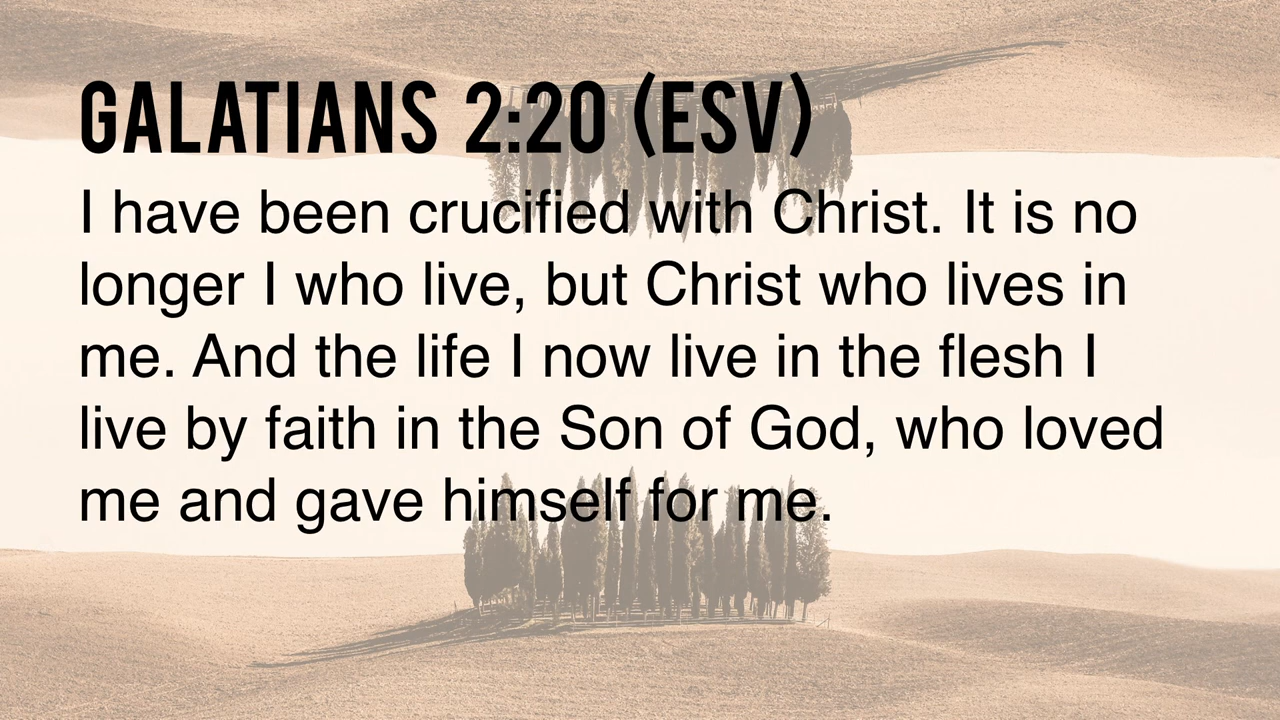 GALATIANS 2:20 (ESV)
I have been crucified with Christ. It is no
longer I who live, but Christ who lives in
me. And the life I now live in the flesh I
live by faith in the Son of God, who loved
me and gave himself for me.